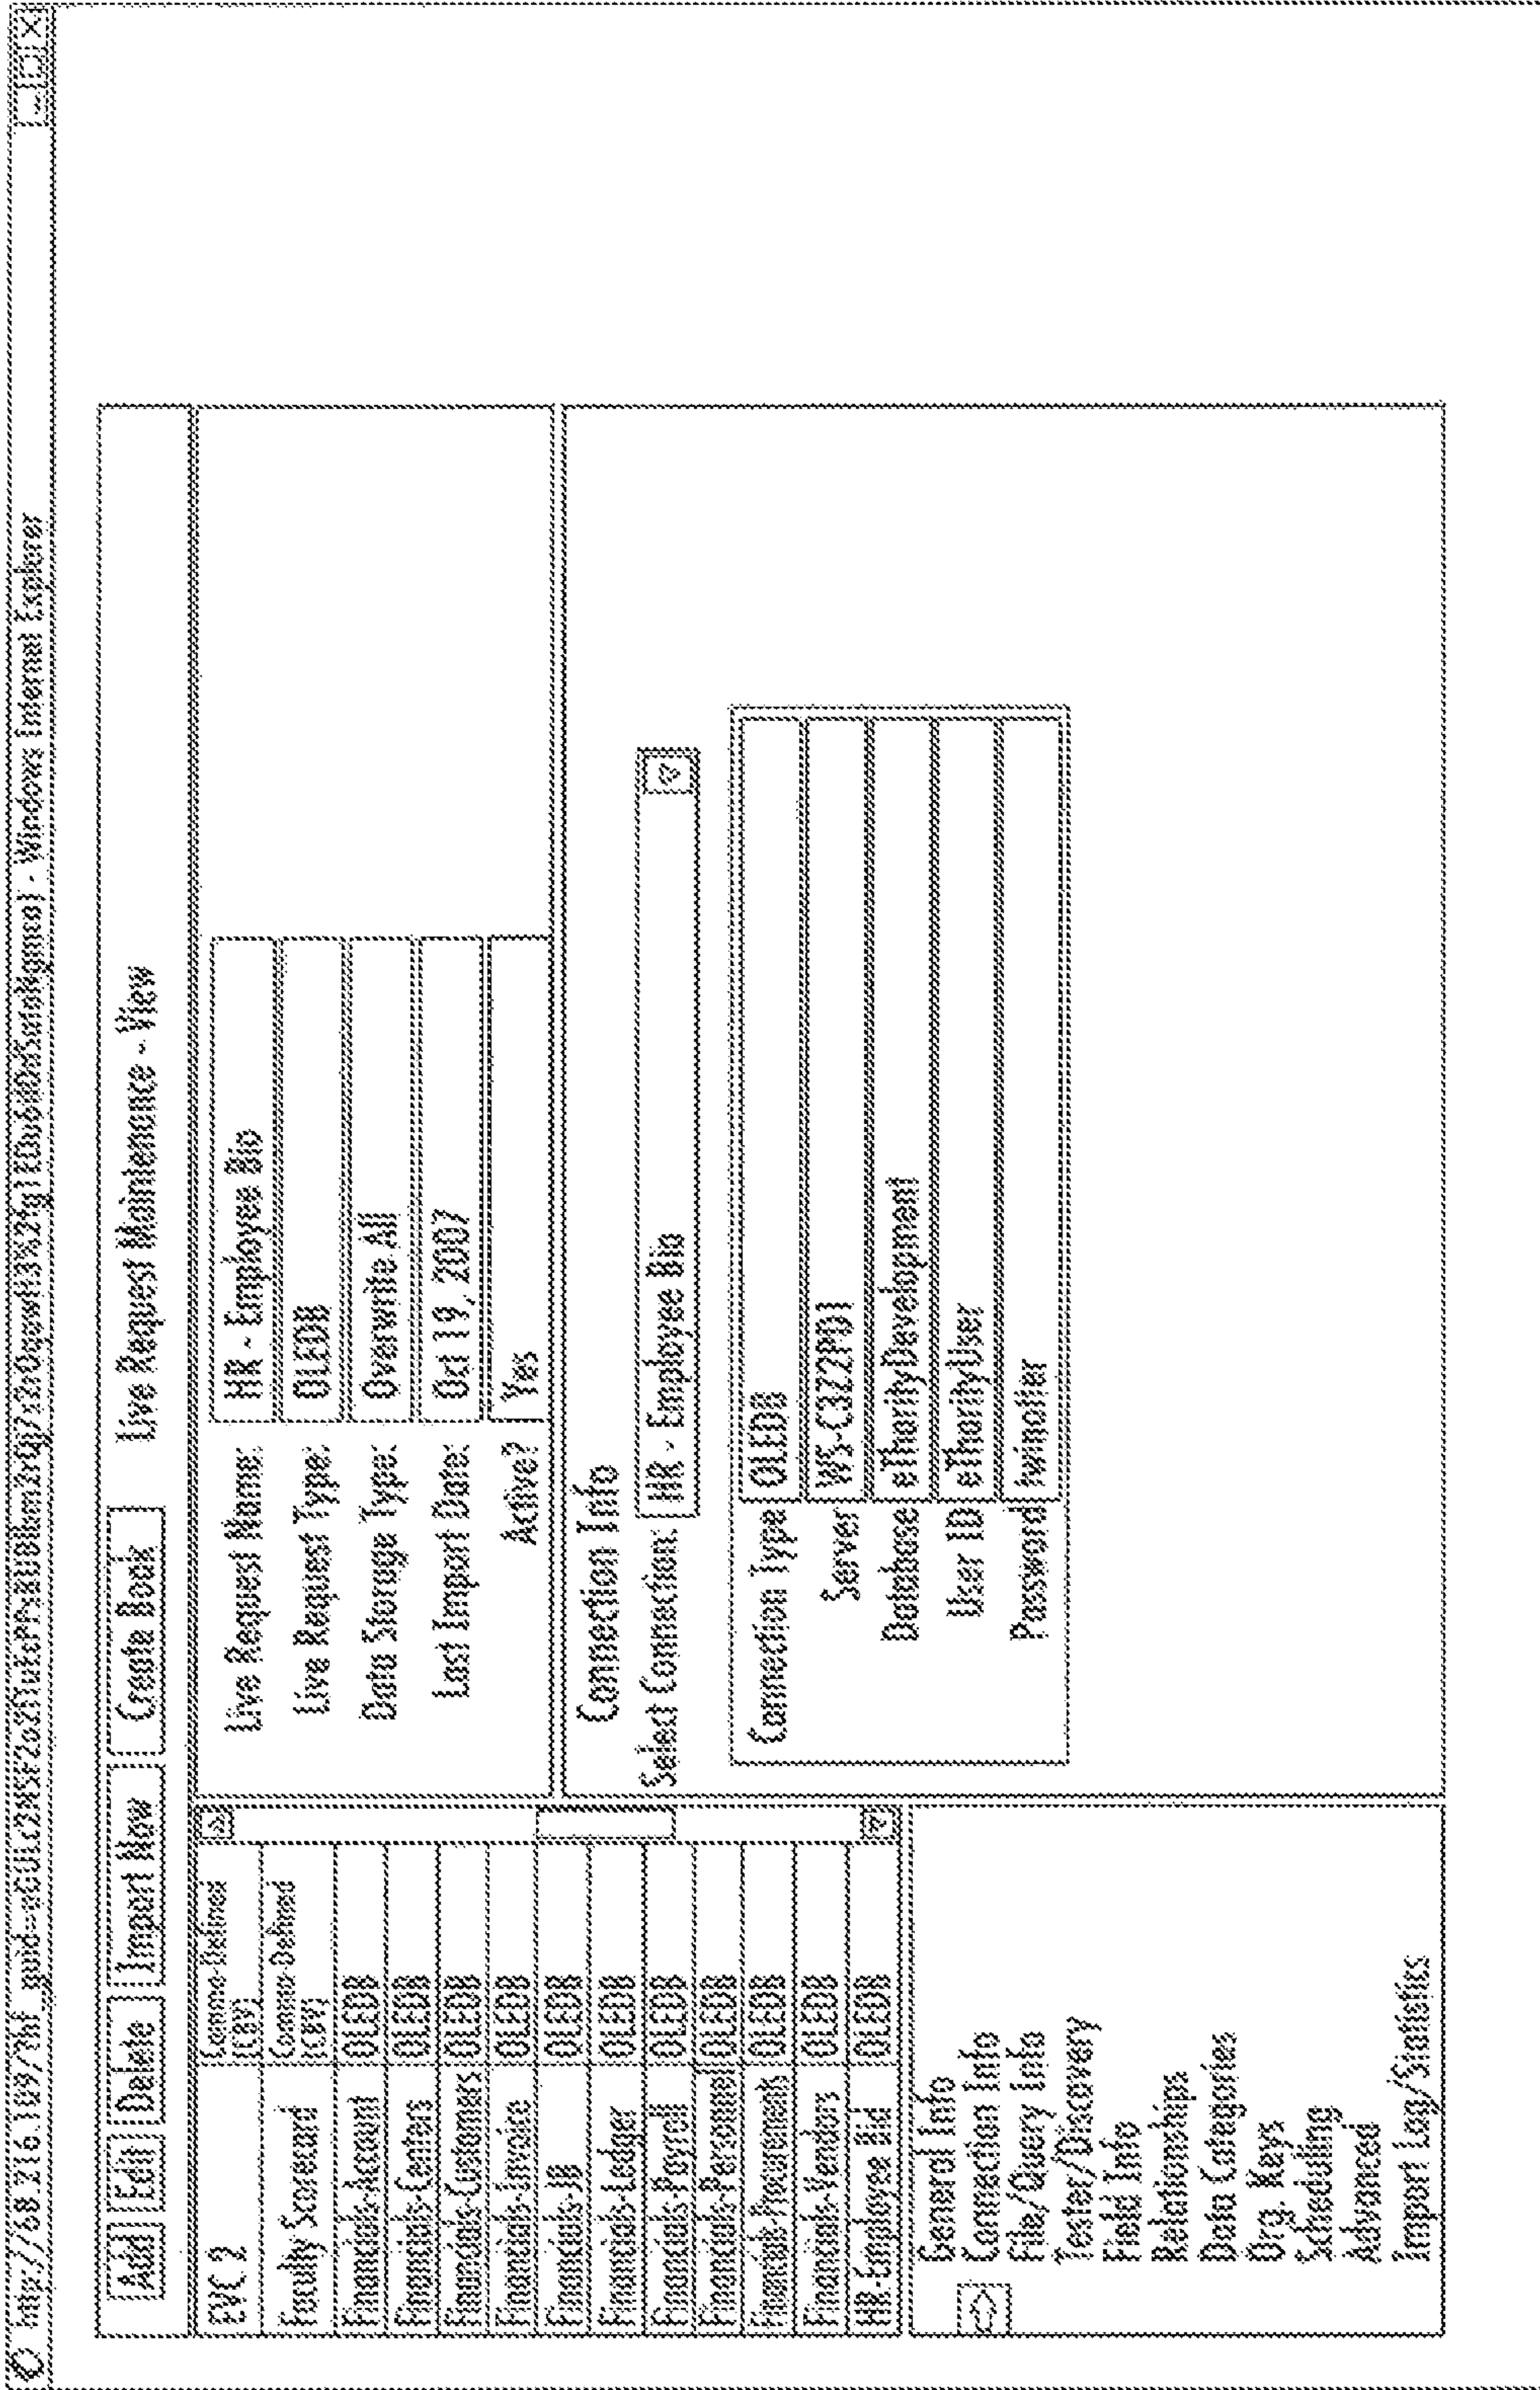 Windows Internal Explorer
Add Edit Delete Import Now Create Book Live Request Maintenance - View
EVC 2 Comma-Defined (CSV)
Faculty Scorecard Comma-Defined (CSV)
Financials-Account OLEDB
Financials-Centers OLEDB
Financials-Customers OLEDB
Financials-Invoice OLEDB
Financials-JB OLEDB
Financials-Ledger OLEDB
Financials-Payroll OLEDB
Financials-Personnel OLEDB
Financials-Procurements OLEDB
Financials-Vendors OLEDB
HR-Employee Bid OLEDB
General Info
Connection Info
File/Query Info
Tester/Discovery
Field Info
Relationships
Data Categories
Org. Keys
Scheduling
Advanced
Import Log/Statistics
Live Request Name: HR - Employee Bio
Live Request Type: OLEDB
Data Storage Type: Overwrite All
Last Import Date: Oct 19, 2007
Active? Yes
Connection Info
Select Connection: HR - Employee Bio
Connection Type OLEDB
Server WS-C3Z2PD1
Database eThorityDevelopment
User ID eThorityUser
Password